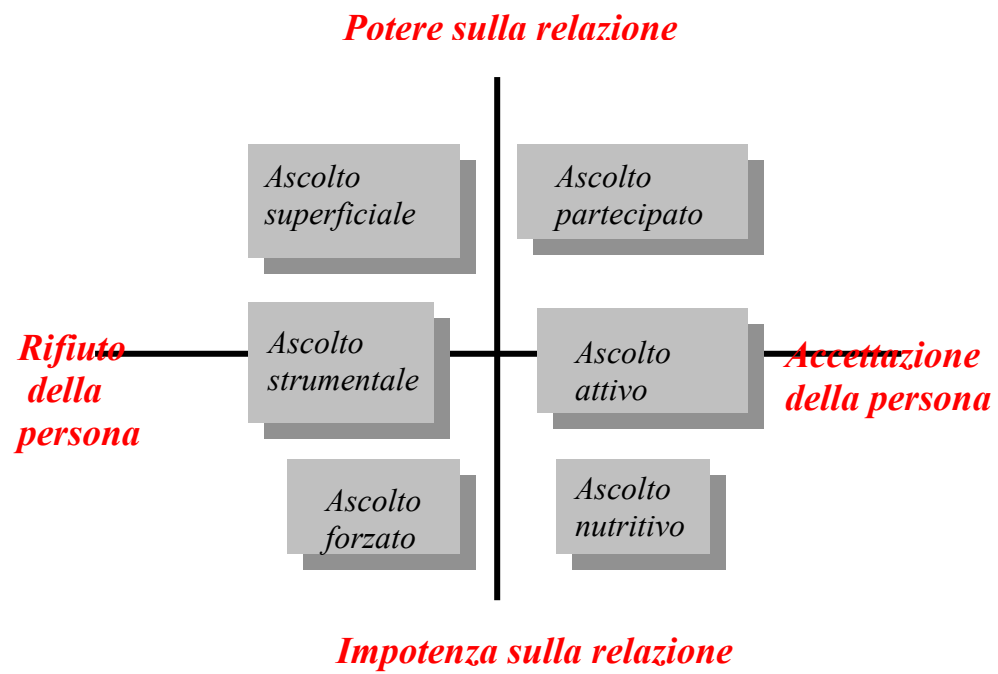 Potere sulla relazione
Ascolto
superficiale
Ascolto
partecipato
Rifiuto
della
persona
Ascolto
strumentale
Ascolto
attivo
Accettazione
della persona
Ascolto
forzato
Ascolto
nutritivo
Impotenza sulla relazione